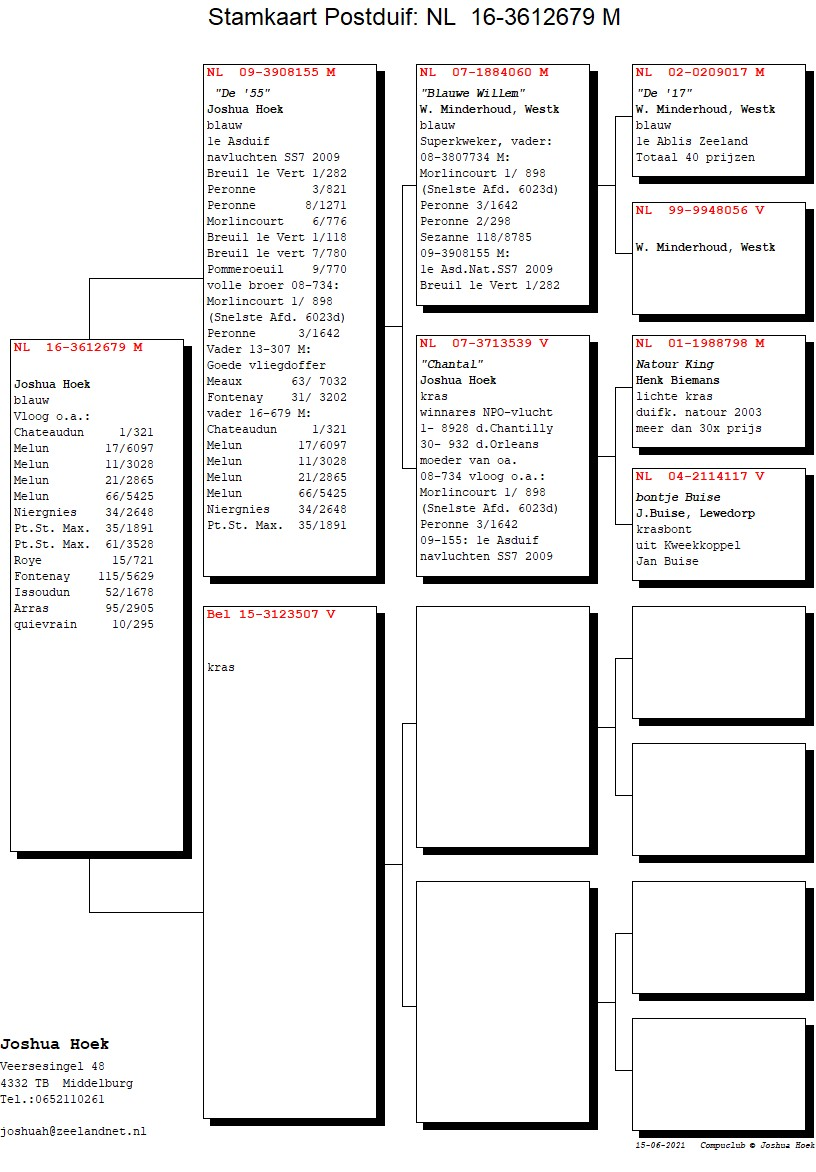 Stamkaart Postduif: NL  16-3612679 M
NL  16-3612679 M
Joshua Hoek
blauw
Vloog o.a.:
Chateaudun     1/321
Melun        17/6097
Melun        11/3028
Melun        21/2865
Melun        66/5425
Niergnies    34/2648
Pt.St. Max.  35/1891
Pt.St. Max.  61/3528
Roye          15/721
Fontenay    115/5629
Issoudun     52/1678
Arras        95/2905
quievrain     10/295
NL  09-3908155 M
"De '55"
Joshua Hoek
blauw
1e Asduif
navluchten SS7 2009
Breuil le Vert 1/282
Peronne        3/821
Peronne       8/1271
Morlincourt    6/776
Breuil le Vert 1/118
Breuil le vert 7/780
Pommeroeuil    9/770
volle broer 08-734:
Morlincourt 1/ 898
(Snelste Afd. 6023d)
Peronne      3/1642
Vader 13-307 M:
Goede vliegdoffer
Meaux       63/ 7032
Fontenay    31/ 3202
vader 16-679 M:
Chateaudun     1/321
Melun        17/6097
Melun        11/3028
Melun        21/2865
Melun        66/5425
Niergnies    34/2648
Pt.St. Max.  35/1891
Bel 15-3123507 V
kras
NL  07-1884060 M
"Blauwe Willem"
W. Minderhoud, Westk
blauw
Superkweker, vader:
08-3807734 M:
Morlincourt 1/ 898
(Snelste Afd. 6023d)
Peronne 3/1642
Peronne 2/298
Sezanne 118/8785
09-3908155 M:
1e Asd.Nat.SS7 2009
Breuil le Vert 1/282
NL  07-3713539 V
"Chantal"
Joshua Hoek
kras
winnares NPO-vlucht
1- 8928 d.Chantilly
30- 932 d.Orleans
moeder van oa.
08-734 vloog o.a.:
Morlincourt 1/ 898
(Snelste Afd. 6023d)
Peronne 3/1642
09-155: 1e Asduif
navluchten SS7 2009
NL  02-0209017 M
"De '17"
W. Minderhoud, Westk
blauw
1e Ablis Zeeland
Totaal 40 prijzen
NL  99-9948056 V
W. Minderhoud, Westk
NL  01-1988798 M
Natour King
Henk Biemans
lichte kras
duifk. natour 2003
meer dan 30x prijs
NL  04-2114117 V
bontje Buise
J.Buise, Lewedorp
krasbont
uit Kweekkoppel
Jan Buise
Joshua Hoek
Veersesingel 48
4332 TB  Middelburg
Tel.:0652110261
joshuah@zeelandnet.nl
15-06-2021   Compuclub © Joshua Hoek